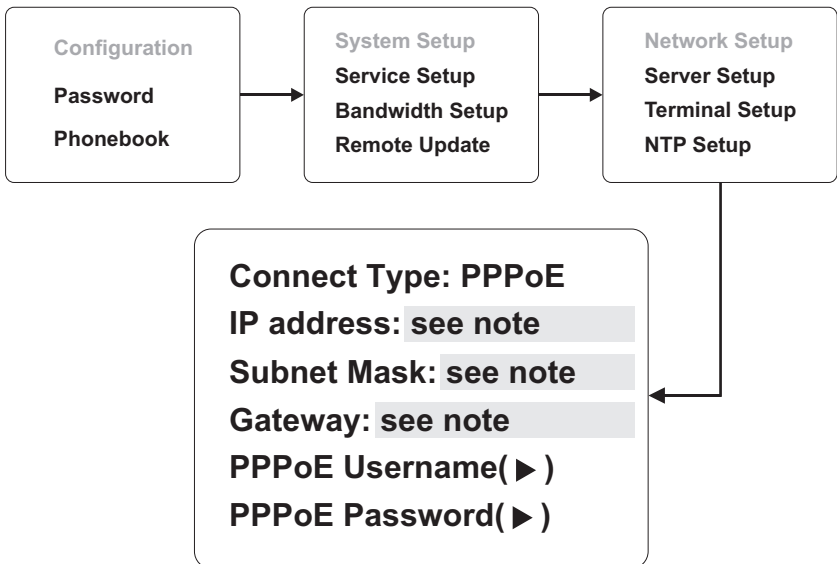 Configuration
Password
Phonebook
System Setup
Service Setup
Bandwidth Setup
Remote Update
Network Setup
Server Setup
Terminal Setup
NTP Setup
Connect Type: PPPoE
IP address: see note
Subnet Mask: see note
Gateway: see note
PPPoE Username(▶)
PPPoE Password(▶)